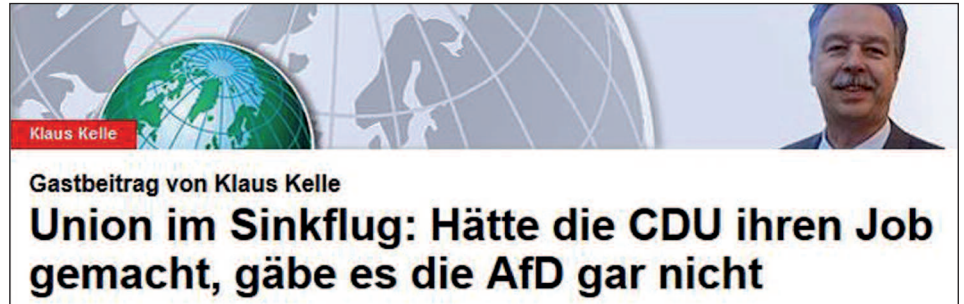 Klaus Kelle
Gastbeitrag von Klaus Kelle
Union im Sinkflug: Hätte die CDU ihren Job
gemacht, gäbe es die AfD gar nicht